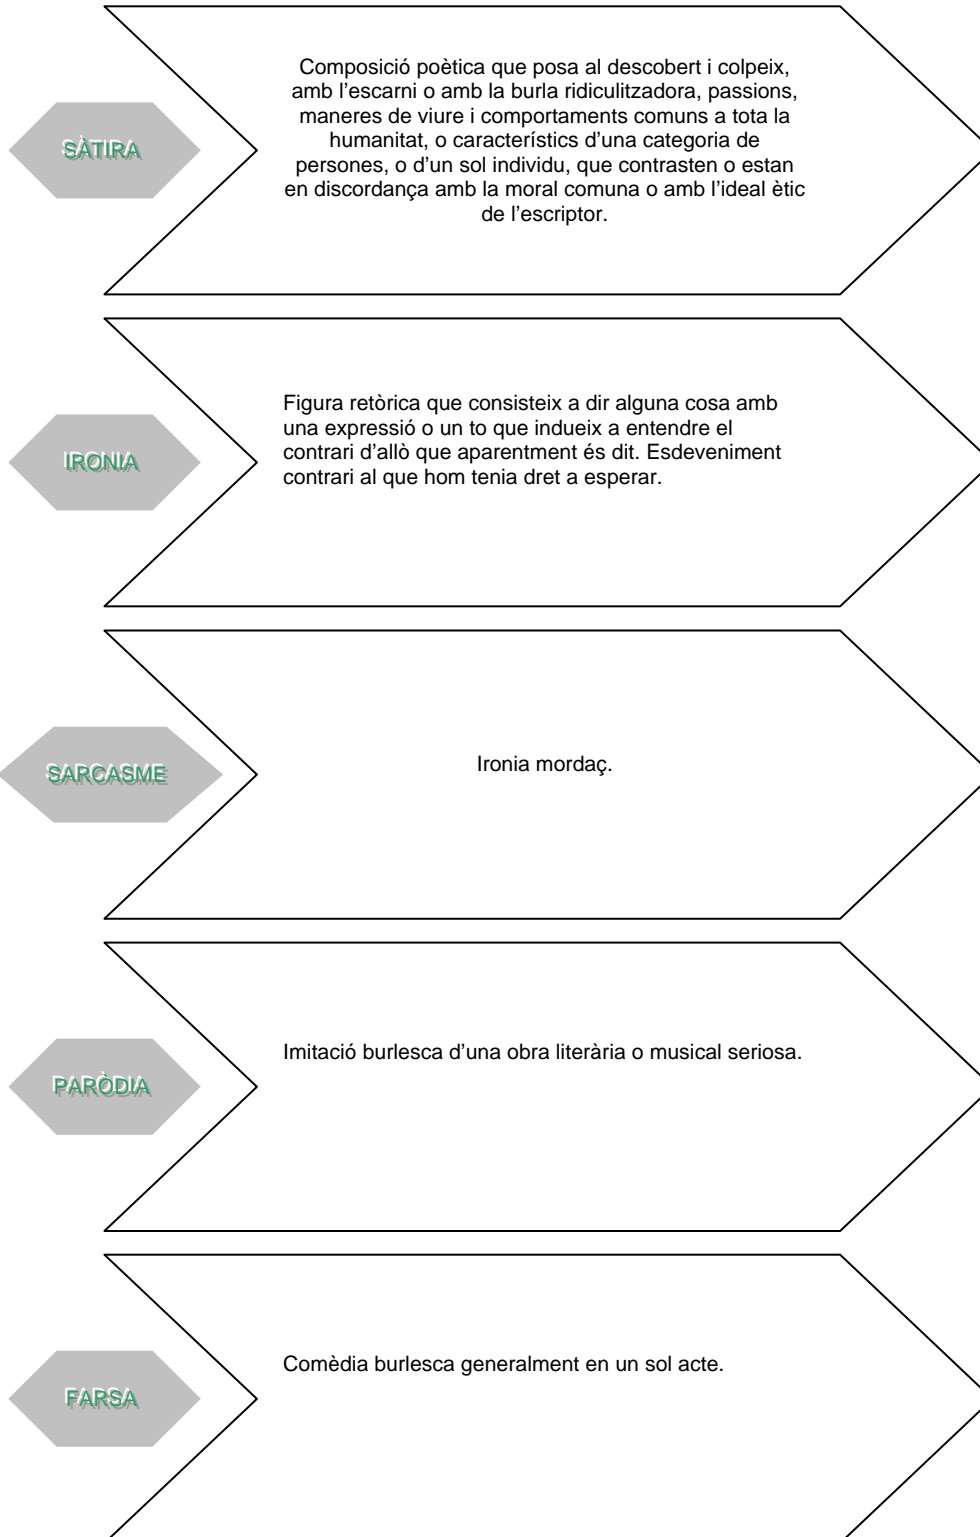 SÀTIRA
Composició poètica que posa al descobert i colpeix,
amb l'escarni o amb la burla ridiculitzadora, passions,
maneres de viure i comportaments comuns a tota la
humanitat, o característics d'una categoria de
persones, o d'un sol individu, que contrasten o estan
en discordança amb la moral comuna o amb l'ideal ètic
de l'escriptor.
IRONIA
Figura retòrica que consisteix a dir alguna cosa amb
una expressió o un to que indueix a entendre el
contrari d'allò que aparentment és dit. Esdeveniment
contrari al que hom tenia dret a esperar.
SARCASME
Ironia mordaç.
PARÒDIA
Imitació burlesca d'una obra literària o musical seriosa.
FARSA
Comèdia burlesca generalment en un sol acte.